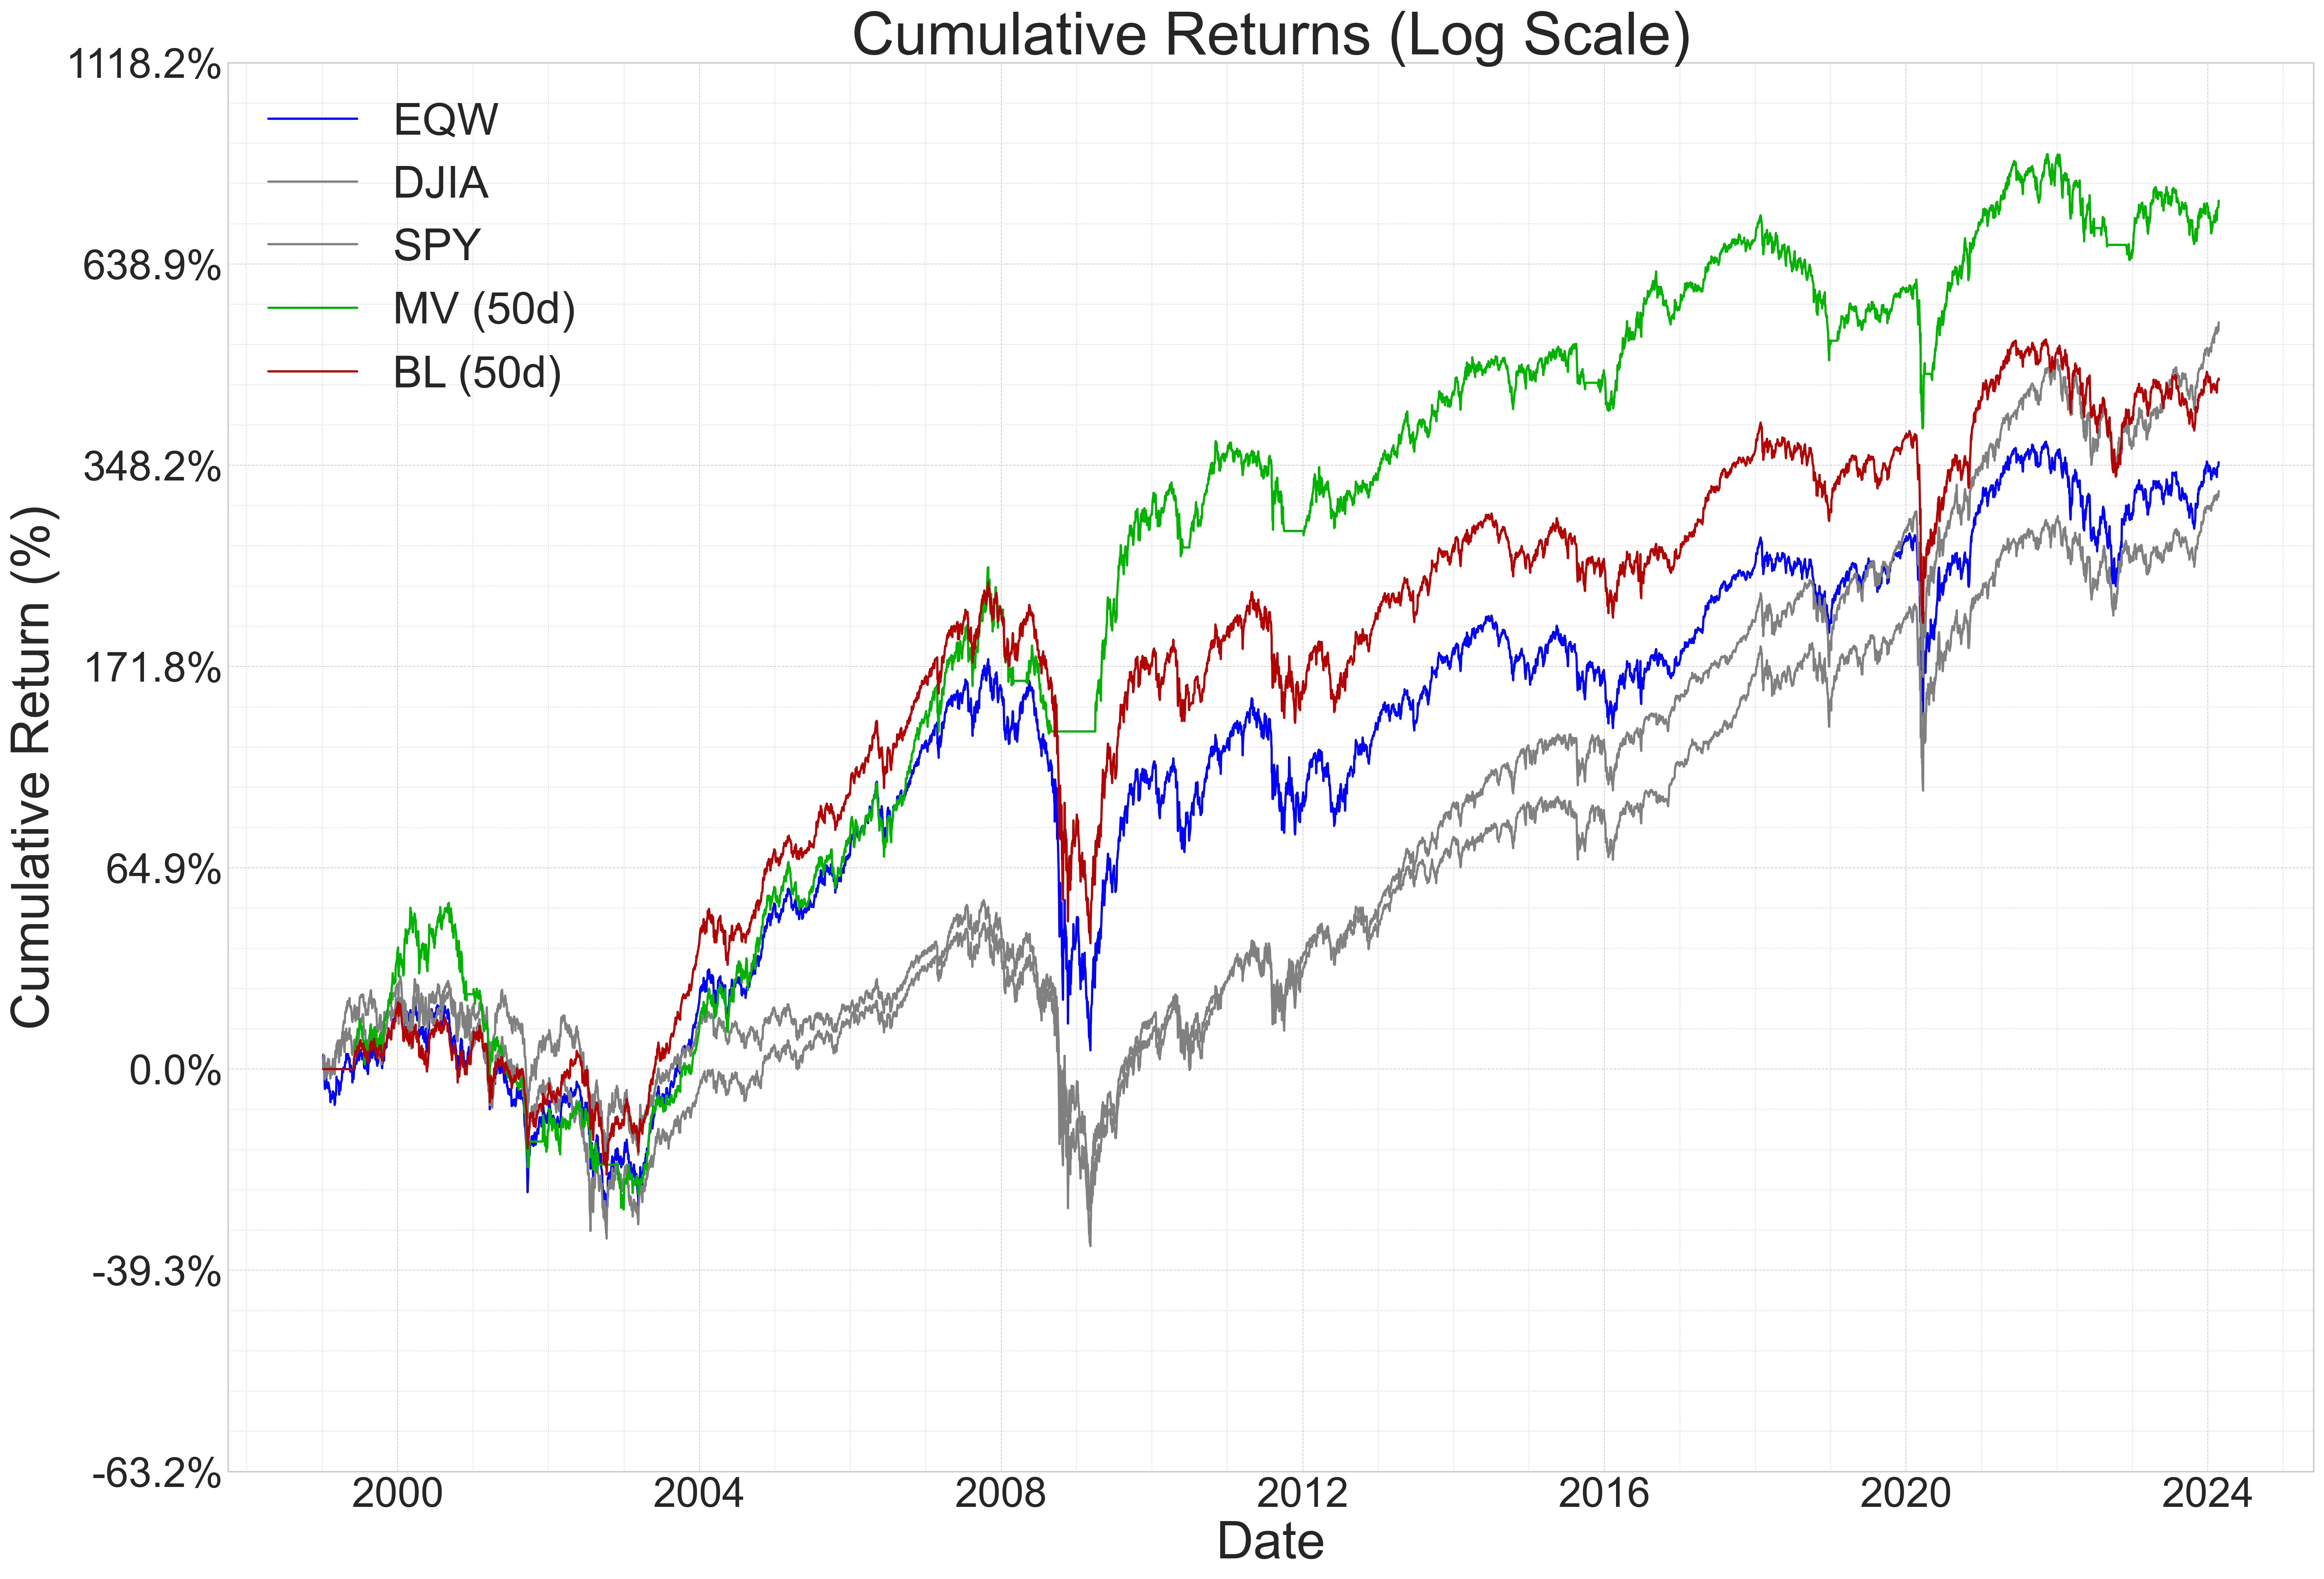 Cumulative Returns (Log Scale)
1118.2%
638.9%
348.2%
171.8%
64.9%
0.0%
-39.3%
-63.2%
Cumulative Return (%)
EQW
DJIA
SPY
MV (50d)
BL (50d)
2000 2004 2008 2012 2016 2020 2024
Date